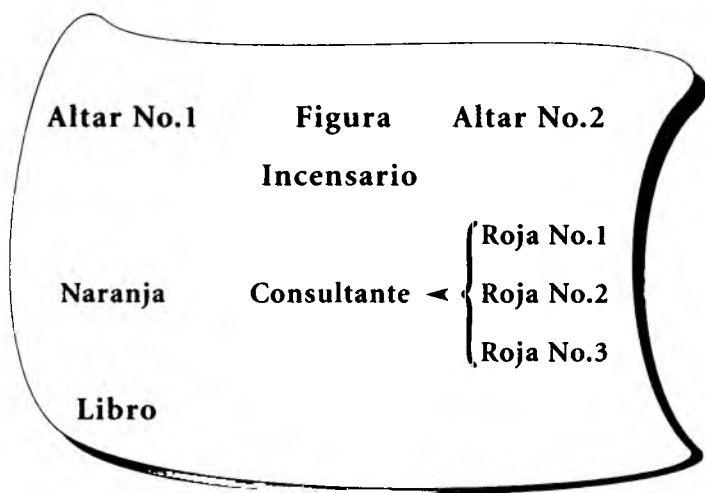 Altar No.1 Figura Altar No.2
Incensario
Roja No.1
Naranja Consultante Roja No.2
Roja No.3
Libro